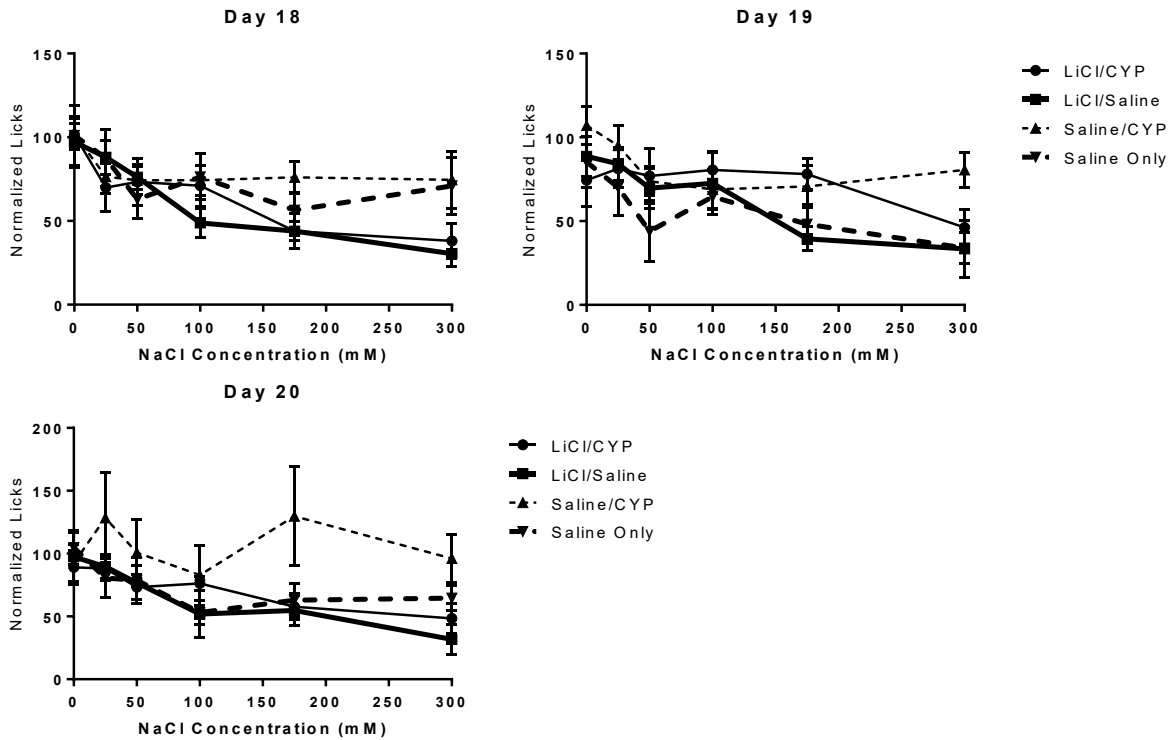 Day 18
150
100
50
0
Normalized Licks
0 50 100 150 200 250 300
NaCl Concentration (mM)
Day 19
150
100
50
0
Normalized Licks
0 50 100 150 200 250 300
NaCl Concentration (mM)
LiCl/CYP
LiCl/Saline
Saline/CYP
Saline Only
Day 20
200
150
100
50
0
Normalized Licks
0 50 100 150 200 250 300
NaCl Concentration (mM)
LiCl/CYP
LiCl/Saline
Saline/CYP
Saline Only